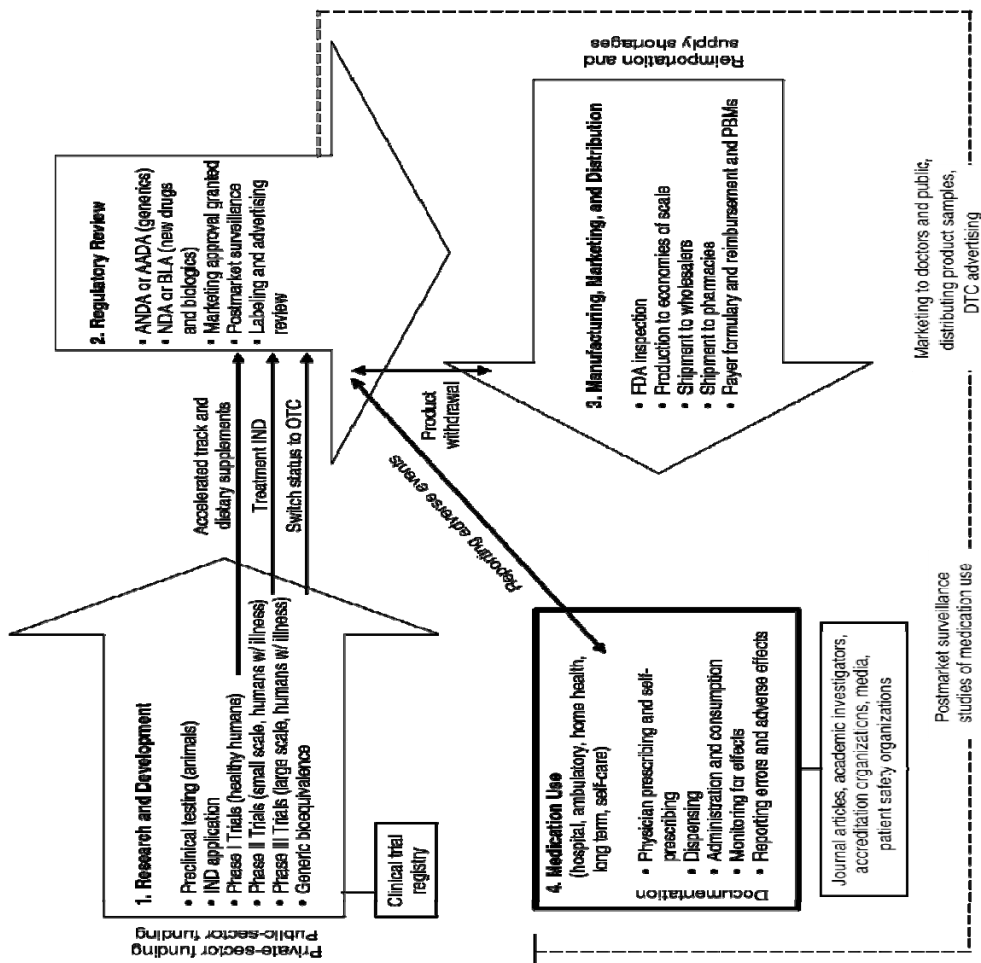 Private-sector funding
Public-sector funding
1. Research and Development
• Preclinical testing (animals)
• IND application
• Phase I Trials (healthy humans)
• Phase II Trials (small scale, humans w/ illness)
• Phase III Trials (large scale, humans w/ illness)
• Generic bioequivalence
Clinical trial
registry
Accelerated track and
dietary supplements
Treatment IND
Switch status to OTC
2. Regulatory Review
• ANDA or AADA (generics)
• NDA or BLA (new drugs
and biologics)
• Marketing approval granted
• Postmarket surveillance
• Labeling and advertising
review
Reporting adverse events
Product
withdrawal
3. Manufacturing, Marketing, and Distribution
• FDA inspection
• Production to economies of scale
• Shipment to wholesalers
• Shipment to pharmacies
• Payer formulary and reimbursement and PBMs
Reimportation and
supply shortages
4. Medication Use
(hospital, ambulatory, home health,
long term, self-care)
• Physician prescribing and self-
prescribing
• Dispensing
• Administration and consumption
• Monitoring for effects
• Reporting errors and adverse effects
Documentation
Journal articles, academic investigators,
accreditation organizations, media,
patient safety organizations
Postmarket surveillance
studies of medication use
Marketing to doctors and public,
distributing product samples,
DTC advertising